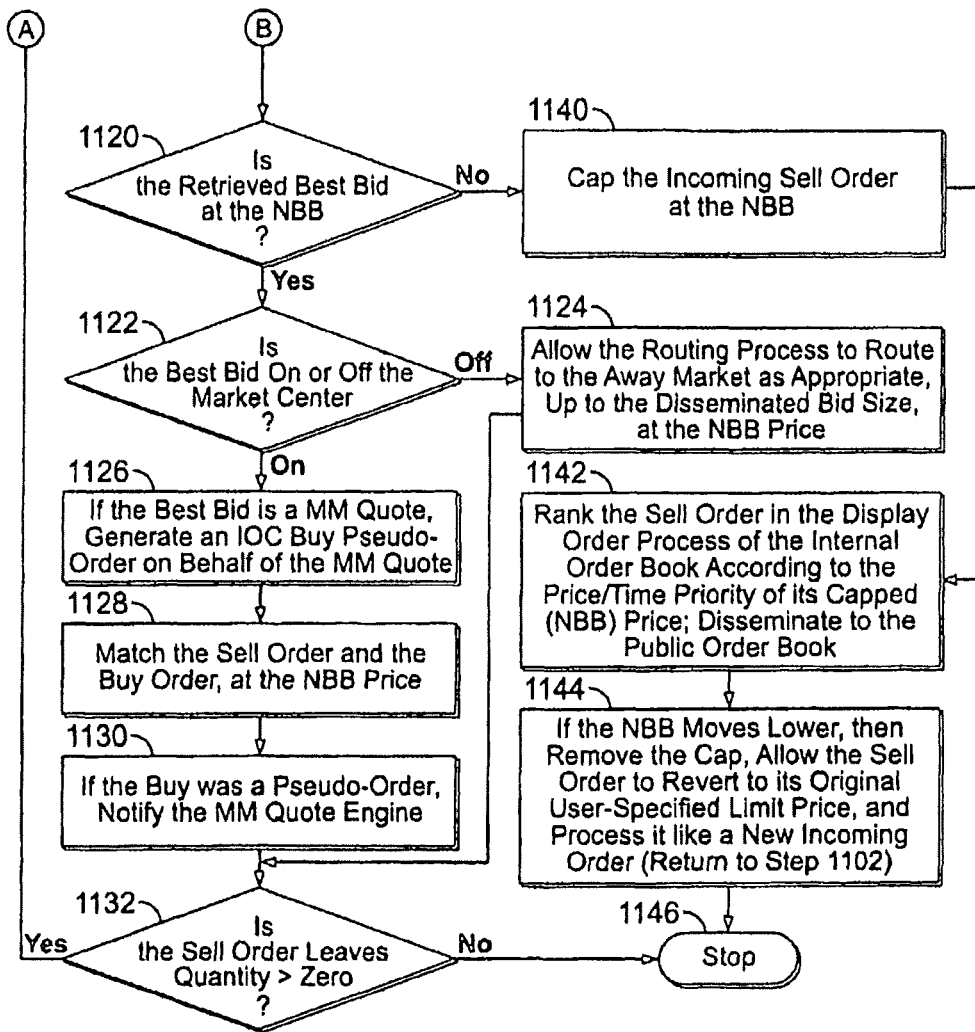 A
B
1120
Is
the Retrieved Best Bid
at the NBB
?
No
Yes
1140
Cap the Incoming Sell Order
at the NBB
1122
Is
the Best Bid On or Off the
Market Center
?
Off
On
1124
Allow the Routing Process to Route
to the Away Market as Appropriate,
Up to the Disseminated Bid Size,
at the NBB Price
1126
If the Best Bid is a MM Quote,
Generate an IOC Buy Pseudo-
Order on Behalf of the MM Quote
1142
Rank the Sell Order in the Display
Order Process of the Internal
Order Book According to the
Price/Time Priority of its Capped
(NBB) Price; Disseminate to the
Public Order Book
1128
Match the Sell Order and the
Buy Order, at the NBB Price
1130
If the Buy was a Pseudo-Order,
Notify the MM Quote Engine
1144
If the NBB Moves Lower, then
Remove the Cap, Allow the Sell
Order to Revert to its Original
User-Specified Limit Price, and
Process it like a New Incoming
Order (Return to Step 1102)
1132
Is
the Sell Order Leaves
Quantity > Zero
?
Yes
No
1146
Stop